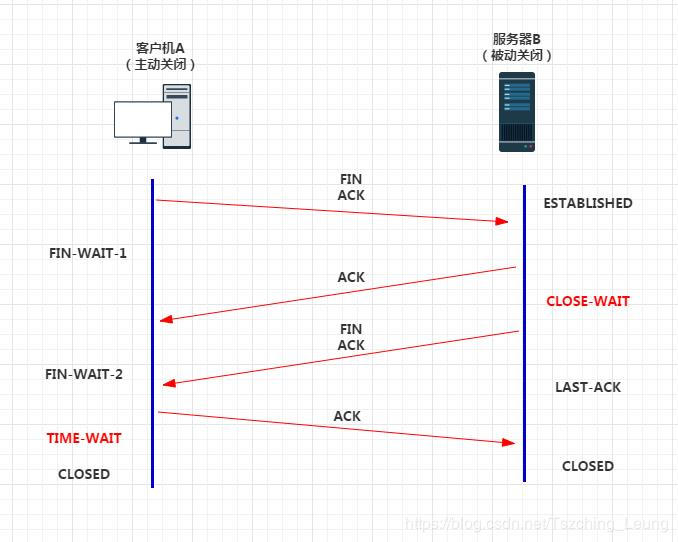 客户机A
（主动关闭）
服务器B
（被动关闭）
FIN
ACK
ESTABLISHED
FIN-WAIT-1
ACK
CLOSE-WAIT
FIN
ACK
FIN-WAIT-2
LAST-ACK
ACK
TIME-WAIT
CLOSED
CLOSED
https://blog.csdn.net/Tszching_Leung